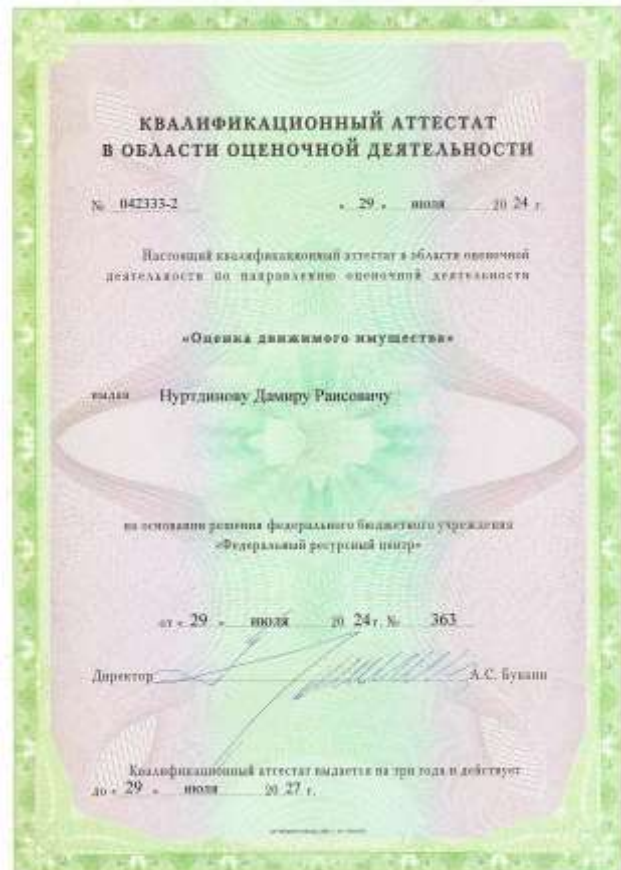 КВАЛИФИКАЦИОННЫЙ АТТЕСТАТ
В ОБЛАСТИ ОЦЕНОЧНОЙ ДЕЯТЕЛЬНОСТИ
№ 042333-2 « 29 » июля 20 24 г.
Настоящий квалификационный аттестат в области оценочной
деятельности по направлению оценочной деятельности
«Оценка движимого имущества»
выдан Нуртдинову Дамиру Раисовичу
на основании решения федерального бюджетного учреждения
«Федеральный ресурсный центр»
от « 29 » июля 20 24 г. № 363
Директор А.С. Буканн
Квалификационный аттестат выдается на три года и действует
до « 29 » июля 20 27 г.